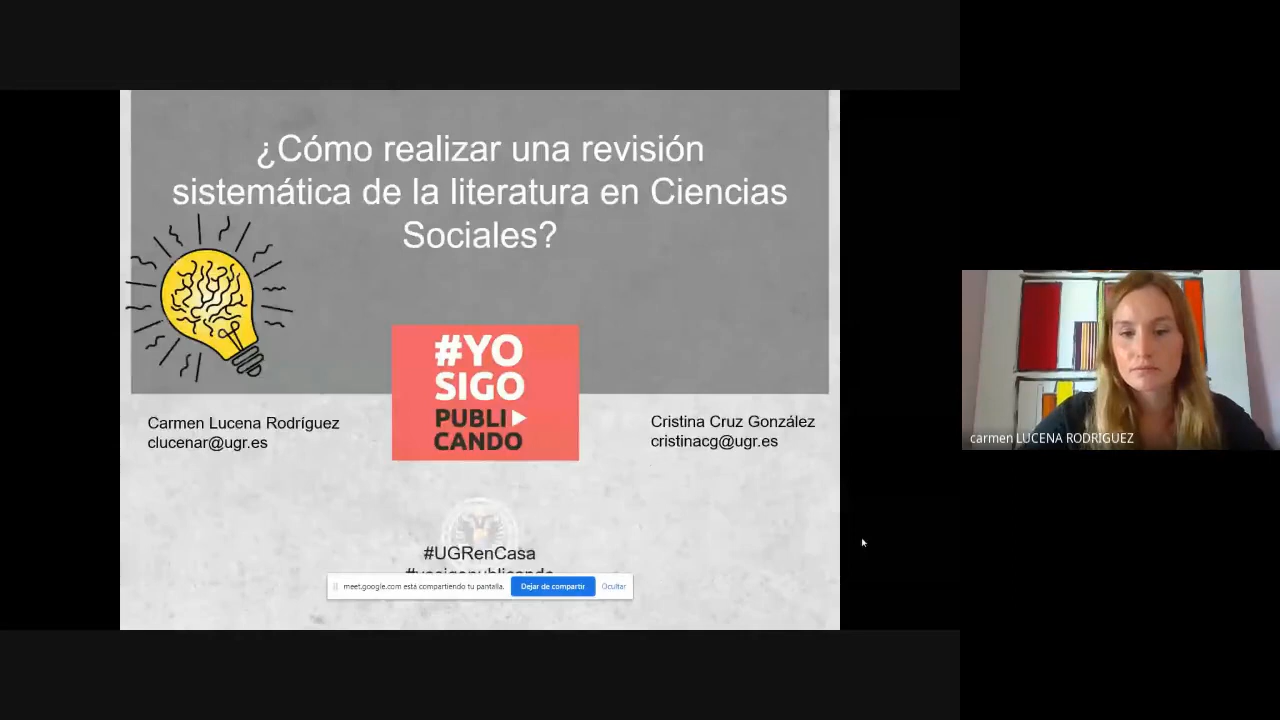 ¿Cómo realizar una revisión
sistemática de la literatura en Ciencias
Sociales?
#YO
SIGO
PUBLI
CANDO
Carmen Lucena Rodríguez
clucenar@ugr.es
Cristina Cruz González
cristinacg@ugr.es
#UGRenCasa
#yosigopublicando
meet.google.com está compartiendo tu pantalla.
Dejar de compartir
Ocultar
carmen LUCENA RODRIGUEZ